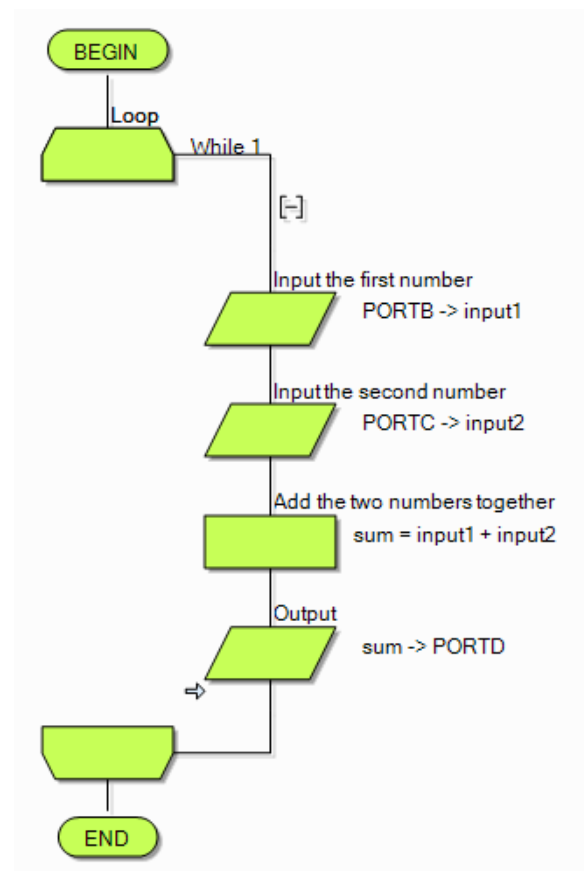 BEGIN
Loop
While 1
[-]
Input the first number
PORTB -> input1
Input the second number
PORTC -> input2
Add the two numbers together
sum = input1 + input2
Output
sum -> PORTD
END